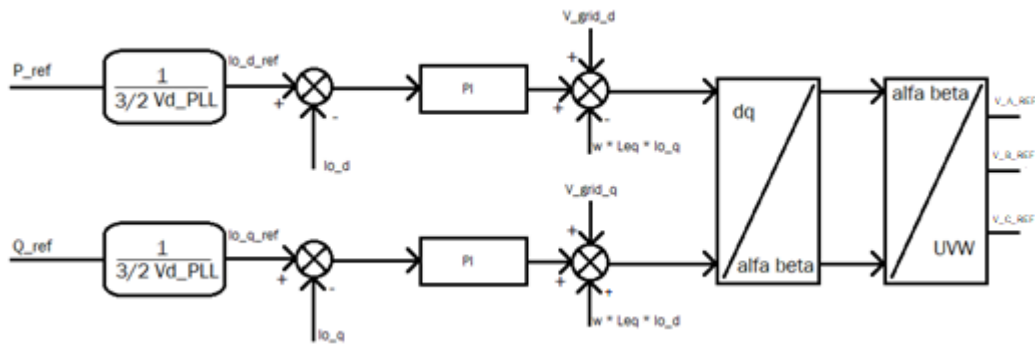 V_grid_d
P_ref
1
3/2 Vd_PLL
Io_d_ref
+
-
Io_d
PI
+
+
-
w * Leq * Io_q
dq
alfa beta
alfa beta
UVW
V_A_REF
V_B_REF
V_C_REF
V_grid_q
Q_ref
1
3/2 Vd_PLL
Io_q_ref
+
-
Io_q
PI
+
+
+
w * Leq * Io_d